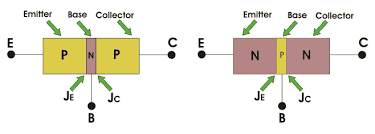 Emitter Base Collector
E P N P C
JE JC
B
Emitter Base Collector
E N P N C
JE JC
B